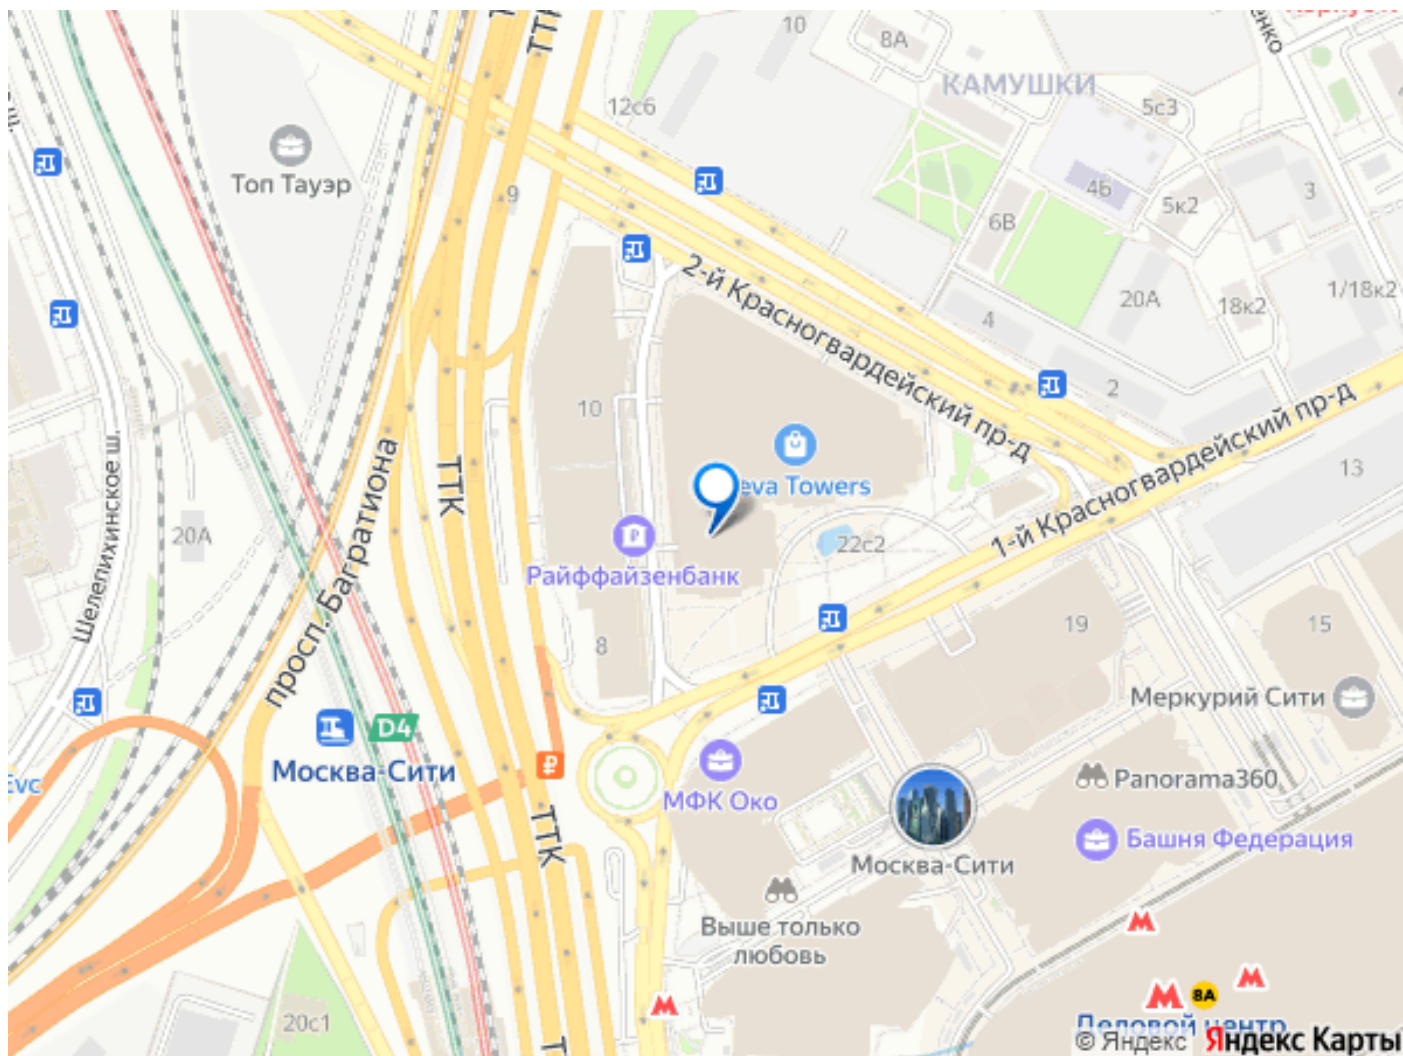 ТТК
10
8А
КАМУШКИ
12с6
5с3
Топ Тауэр
9
4Б
3
5к2
6В
2-й Красногвардейский пр-д
20А
18к2
1/18к2
4
2
10
1-й Красногвардейский пр-д
13
eva Towers
ТТК
просп. Багратиона
Шелепихинское ш.
20А
22с2
Райффайзенбанк
8
19
15
Меркурий Сити
D4
Москва-Сити
₽
МФК Око
Panorama360
Башня Федерация
ТТК
Москва-Сити
Выше только
любовь
20с1
8А
Деловой центр
© Яндекс Яндекс Карты